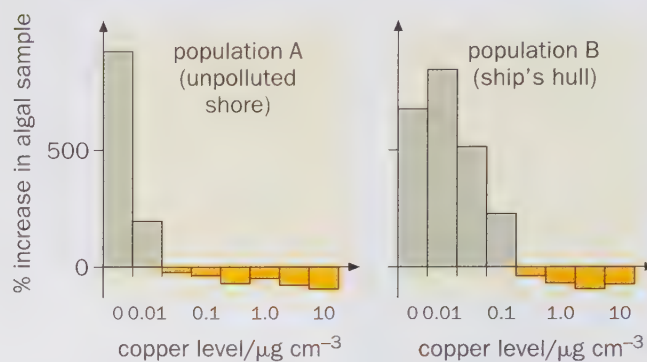 % increase in algal sample
500
0
population A
(unpolluted
shore)
0 0.01 0.1 1.0 10
copper level/μg cm⁻³
population B
(ship's hull)
0 0.01 0.1 1.0 10
copper level/μg cm⁻³